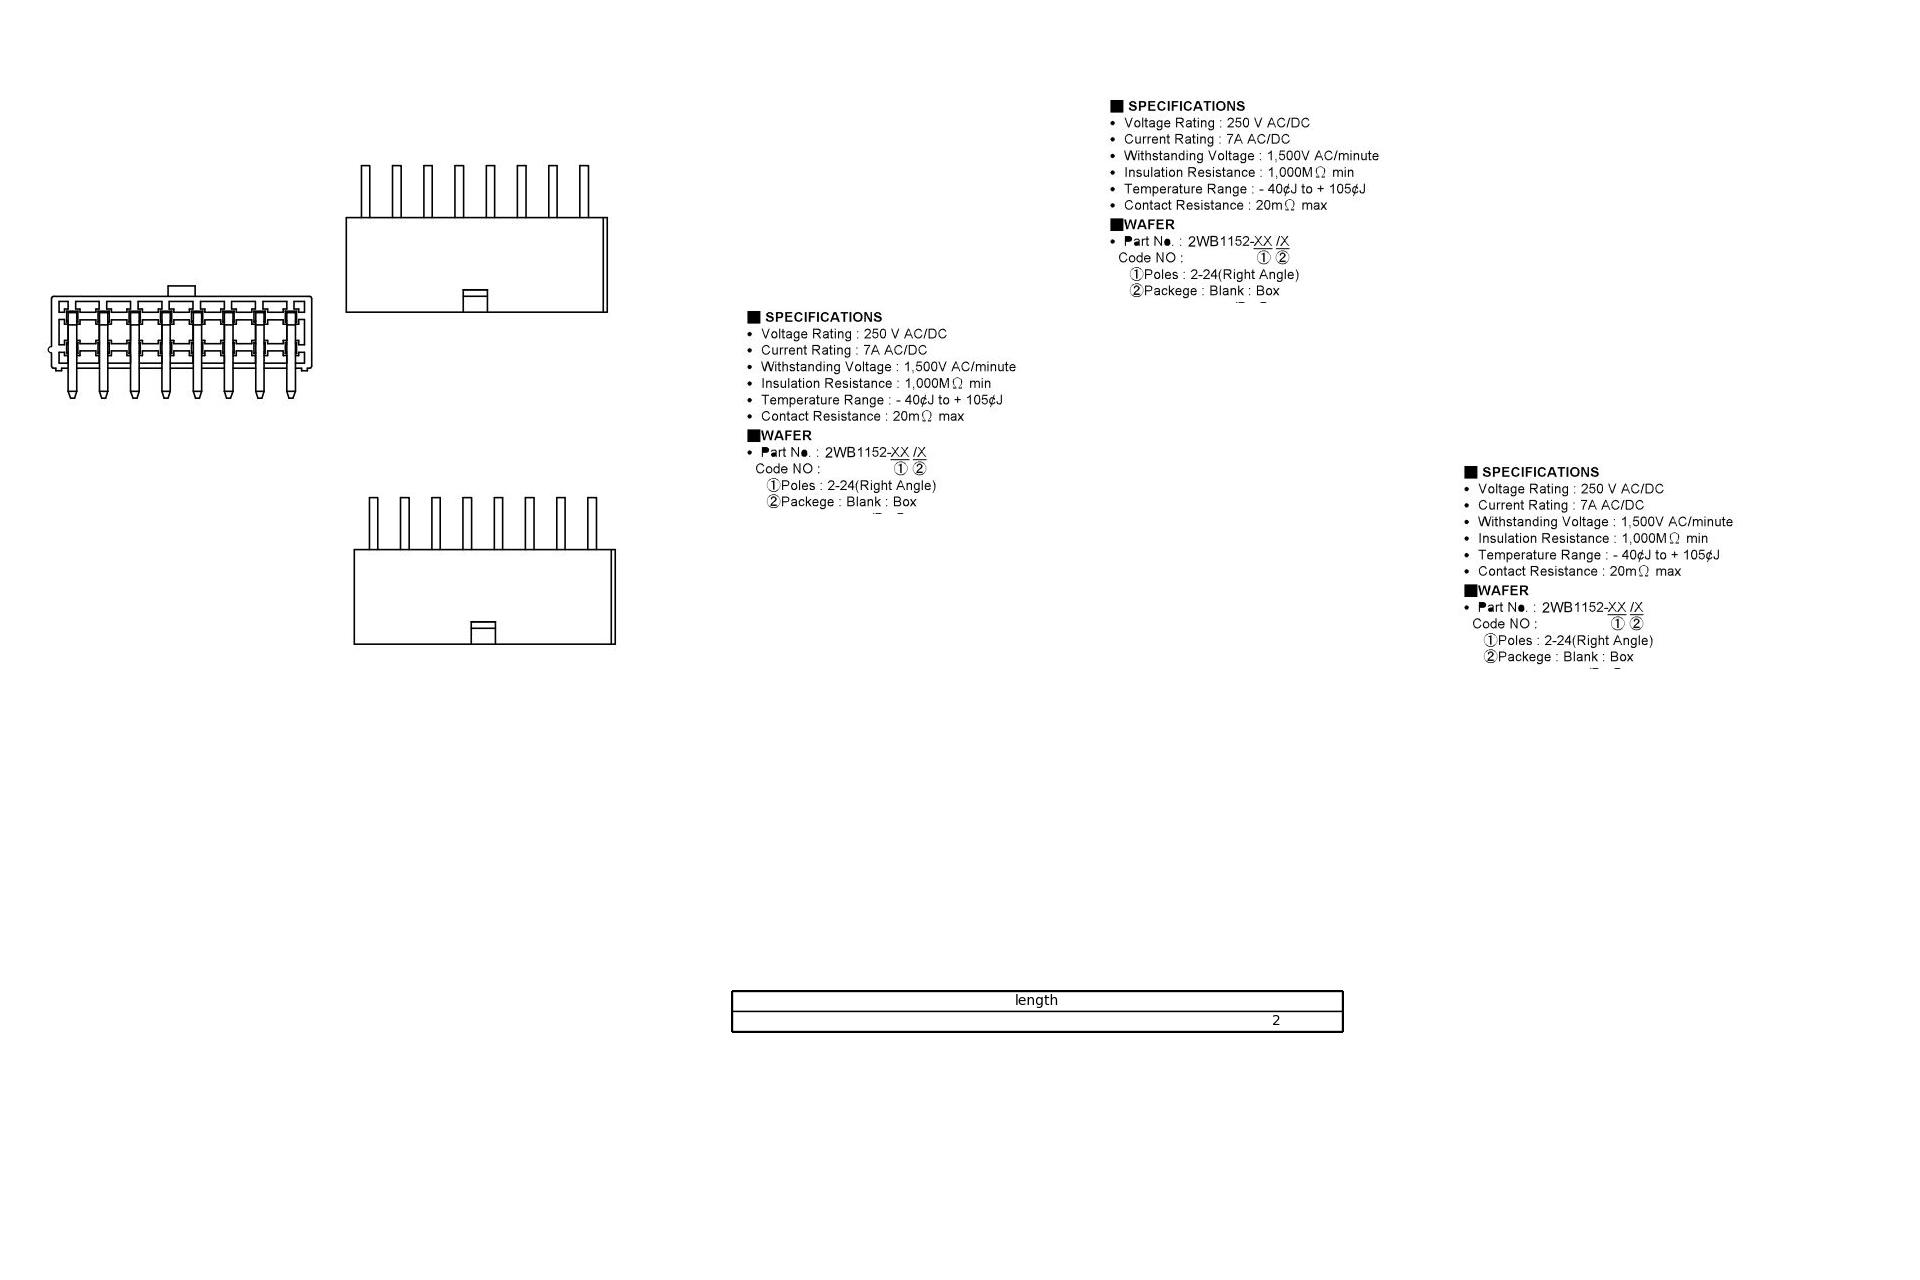 ■ SPECIFICATIONS
• Voltage Rating : 250 V AC/DC
• Current Rating : 7A AC/DC
• Withstanding Voltage : 1,500V AC/minute
• Insulation Resistance : 1,000MΩ min
• Temperature Range : - 40¢J to + 105¢J
• Contact Resistance : 20mΩ max
■WAFER
• Part No. : 2WB1152-XX /X
Code NO : ① ②
①Poles : 2-24(Right Angle)
②Packege : Blank : Box
■ SPECIFICATIONS
• Voltage Rating : 250 V AC/DC
• Current Rating : 7A AC/DC
• Withstanding Voltage : 1,500V AC/minute
• Insulation Resistance : 1,000MΩ min
• Temperature Range : - 40¢J to + 105¢J
• Contact Resistance : 20mΩ max
■WAFER
• Part No. : 2WB1152-XX /X
Code NO : ① ②
①Poles : 2-24(Right Angle)
②Packege : Blank : Box
■ SPECIFICATIONS
• Voltage Rating : 250 V AC/DC
• Current Rating : 7A AC/DC
• Withstanding Voltage : 1,500V AC/minute
• Insulation Resistance : 1,000MΩ min
• Temperature Range : - 40¢J to + 105¢J
• Contact Resistance : 20mΩ max
■WAFER
• Part No. : 2WB1152-XX /X
Code NO : ① ②
①Poles : 2-24(Right Angle)
②Packege : Blank : Box
length
2